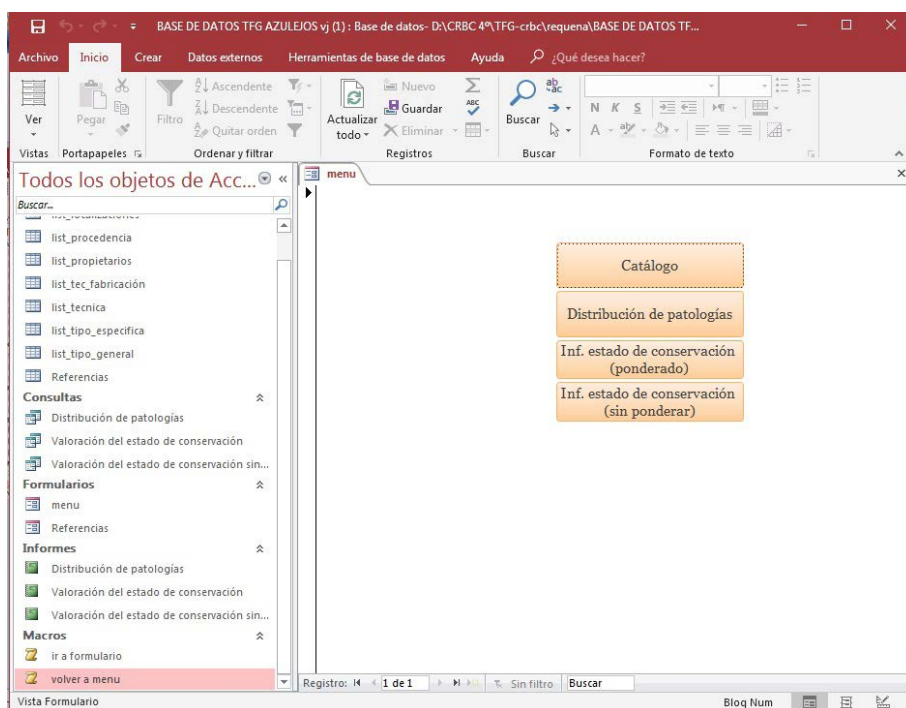 BASE DE DATOS TFG AZULEJOS vj (1) : Base de datos- D:\CRBC 4º\TFG-crbc\requena\BASE DE DATOS TF...
Archivo Inicio Crear Datos externos Herramientas de base de datos Ayuda ¿Qué desea hacer?
Ver
Pegar
Filtro
Ascendente
Descendente
Quitar orden
Actualizar todo
Nuevo
Guardar
Eliminar
Buscar
N K S
A
Vistas Portapapeles Ordenar y filtrar Registros Buscar Formato de texto
Todos los objetos de Acc...
Buscar...
list_localizaciones
list_procedencia
list_propietarios
list_tec_fabricación
list_tecnica
list_tipo_especifica
list_tipo_general
Referencias
Consultas
Distribución de patologías
Valoración del estado de conservación
Valoración del estado de conservación sin...
Formularios
menu
Referencias
Informes
Distribución de patologías
Valoración del estado de conservación
Valoración del estado de conservación sin...
Macros
ir a formulario
volver a menu
menu
Catálogo
Distribución de patologías
Inf. estado de conservación
(ponderado)
Inf. estado de conservación
(sin ponderar)
Registro: 1 de 1 Sin filtro Buscar
Vista Formulario Bloq Num